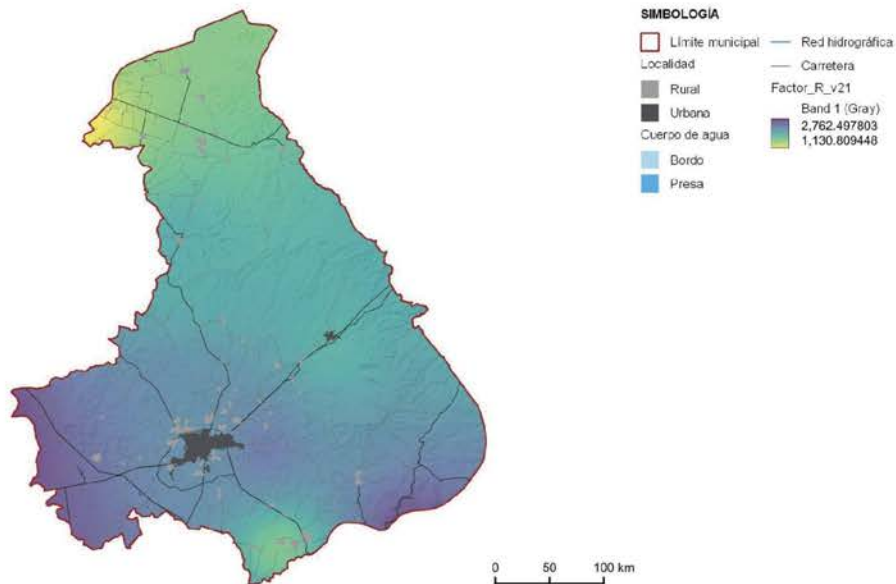 SIMBOLOGÍA
Límite municipal
Red hidrográfica
Localidad
Carretera
Rural
Factor_R_v21
Urbana
Band 1 (Gray)
Cuerpo de agua
2,762.497803
1,130.809448
Bordo
Presa
0 50 100 km